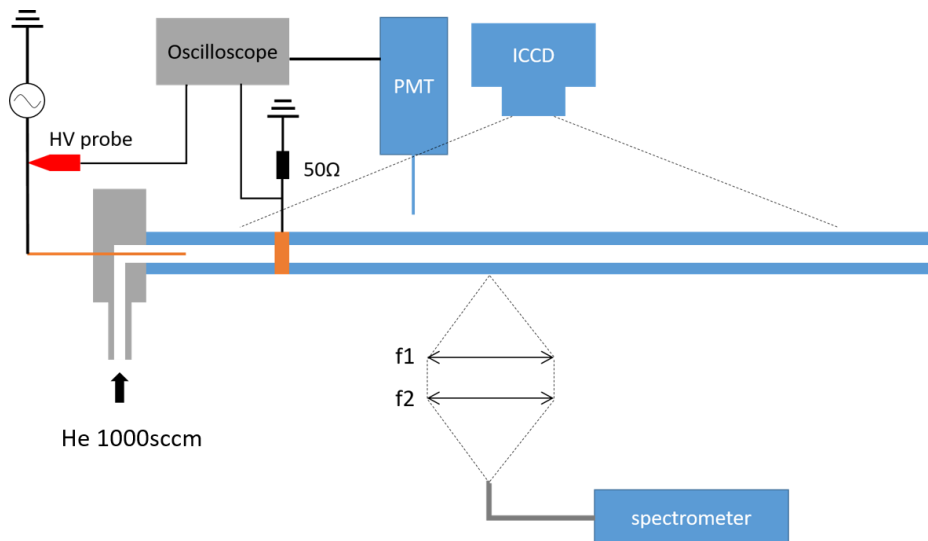 Oscilloscope
PMT
ICCD
HV probe
50Ω
f1
f2
He 1000sccm
spectrometer